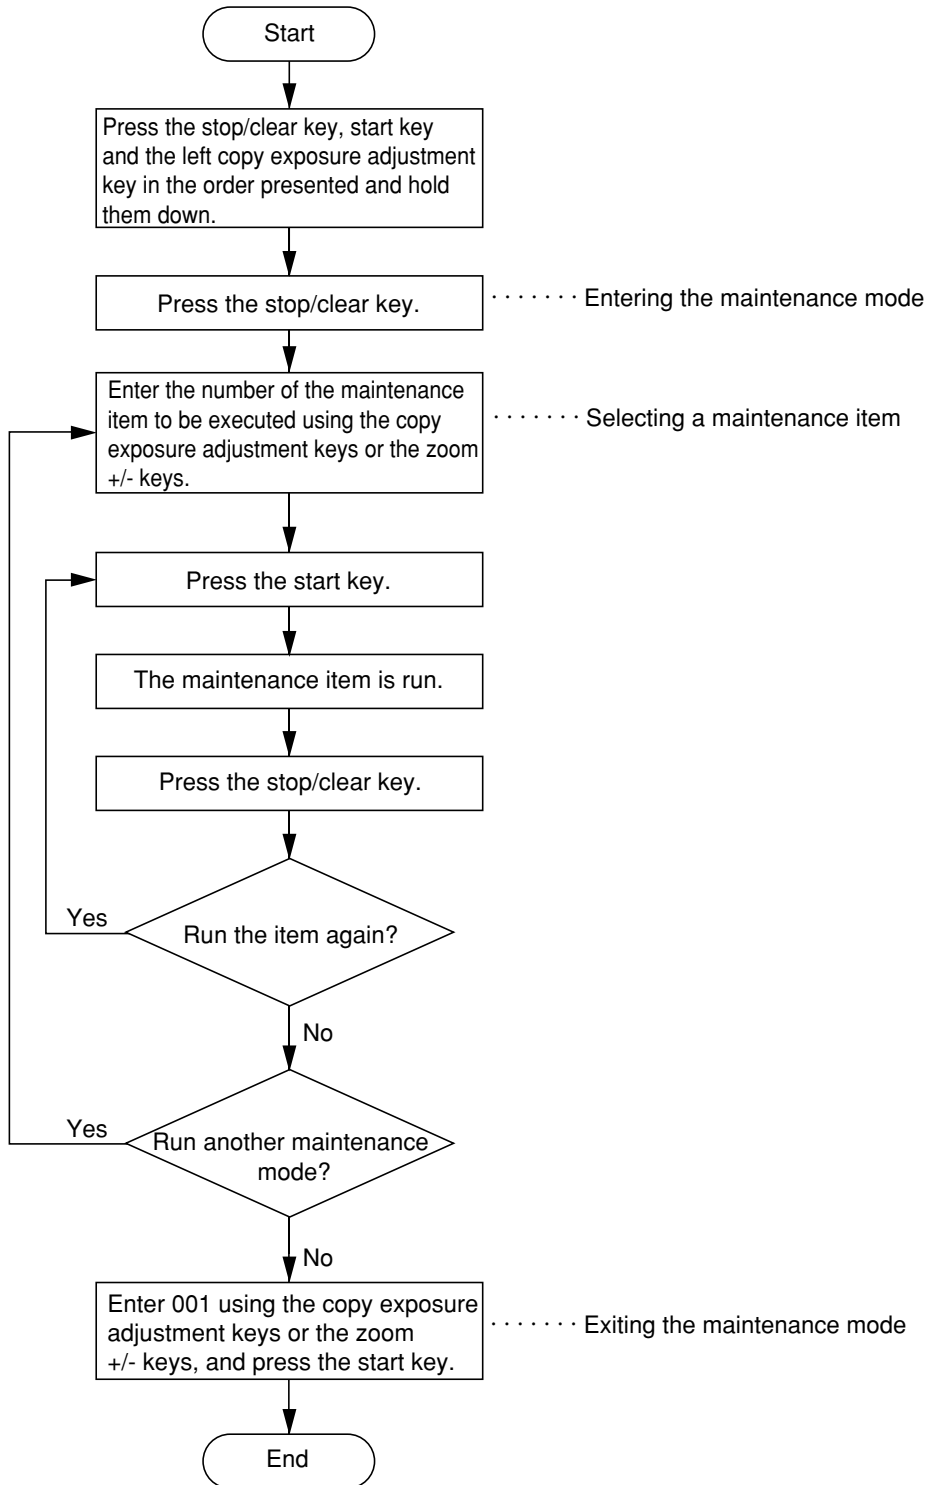 Start
Press the stop/clear key, start key
and the left copy exposure adjustment
key in the order presented and hold
them down.
Press the stop/clear key.
······· Entering the maintenance mode
Enter the number of the maintenance
item to be executed using the copy
exposure adjustment keys or the zoom
+/- keys.
······· Selecting a maintenance item
Press the start key.
The maintenance item is run.
Press the stop/clear key.
Yes
Run the item again?
No
Yes
Run another maintenance
mode?
No
Enter 001 using the copy exposure
adjustment keys or the zoom
+/- keys, and press the start key.
······· Exiting the maintenance mode
End